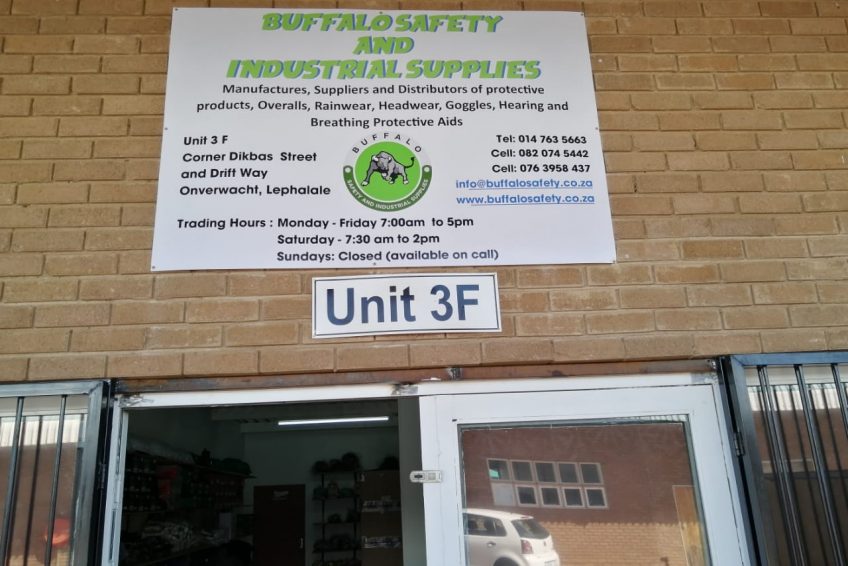 BUFFALO SAFETY
AND
INDUSTRIAL SUPPLIES
Manufactures, Suppliers and Distributors of protective
products, Overalls, Rainwear, Headwear, Goggles, Hearing and
Breathing Protective Aids
Unit 3 F
Corner Dikbas Street
and Drift Way
Onverwacht, Lephalale
BUFFALO
SAFETY AND INDUSTRIAL SUPPLIES
Tel: 014 763 5663
Cell: 082 074 5442
Cell: 076 3958 437
info@buffalosafety.co.za
www.buffalosafety.co.za
Trading Hours : Monday - Friday 7:00am to 5pm
Saturday - 7:30 am to 2pm
Sundays: Closed (available on call)
Unit 3F